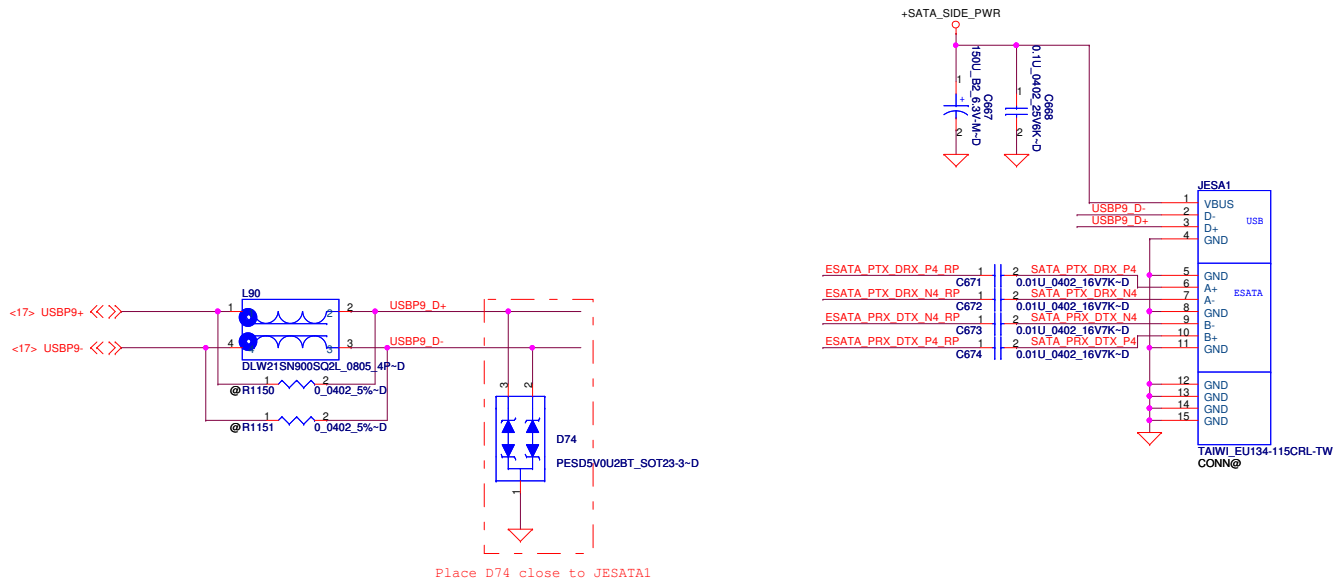 +SATA_SIDE_PWR
1
2
150U_B2_6.3V-M~D
C667
+
1
2
0.1U_0402_25V6K~D
C668
JESA1
1 VBUS
USBP9_D- 2 D-
USB
USBP9_D+ 3 D+
4 GND
ESATA_PTX_DRX_P4_RP 1 2 SATA_PTX_DRX_P4 5 GND
C671 0.01U_0402_16V7K~D 6 A+
ESATA_PTX_DRX_N4_RP 1 2 SATA_PTX_DRX_N4 7 A-
ESATA
C672 0.01U_0402_16V7K~D 8 GND
ESATA_PRX_DTX_N4_RP 1 2 SATA_PRX_DTX_N4 9 B-
C673 0.01U_0402_16V7K~D 10 B+
ESATA_PRX_DTX_P4_RP 1 2 SATA_PRX_DTX_P4 11 GND
C674 0.01U_0402_16V7K~D
12 GND
13 GND
14 GND
15 GND
TAIWI_EU134-115CRL-TW
CONN@
L90
<17> USBP9+ 1 2 2 USBP9_D+
<17> USBP9- 4 4 3 3 USBP9_D-
DLW21SN900SQ2L_0805_4P~D
1 2
@R1150 0_0402_5%~D
1 2
@R1151 0_0402_5%~D
3 2
D74
PESD5V0U2BT_SOT23-3~D
1
Place D74 close to JESATA1